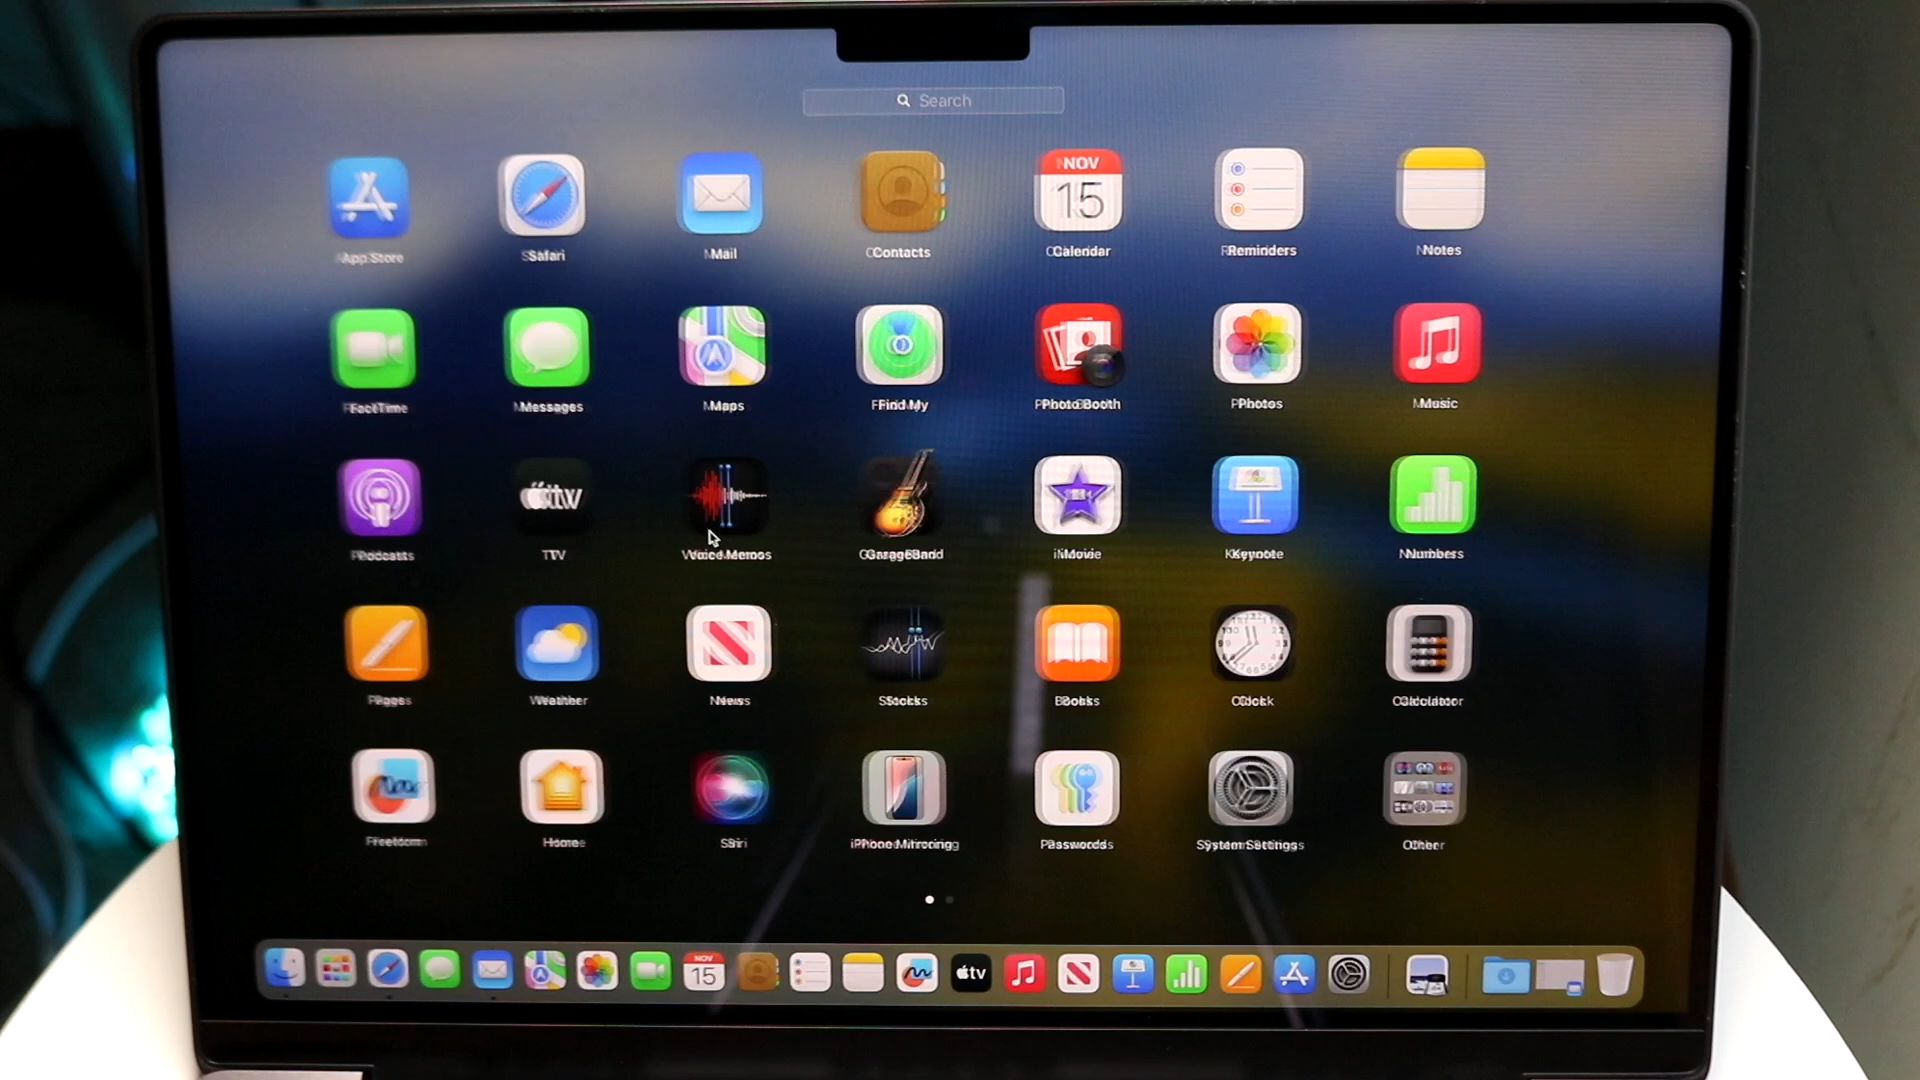 Search
App Store Safari Mail Contacts Calendar Reminders Notes
NOV
15
FaceTime Messages Maps Find My Photo Booth Photos Music
tv
Podcasts TV Voice Memos GarageBand iMovie Keynote Numbers
Pages Weather News Stocks Books Clock Calculator
Freeform Home Siri iPhone Mirroring Passwords System Settings Other
NOV
15
tv